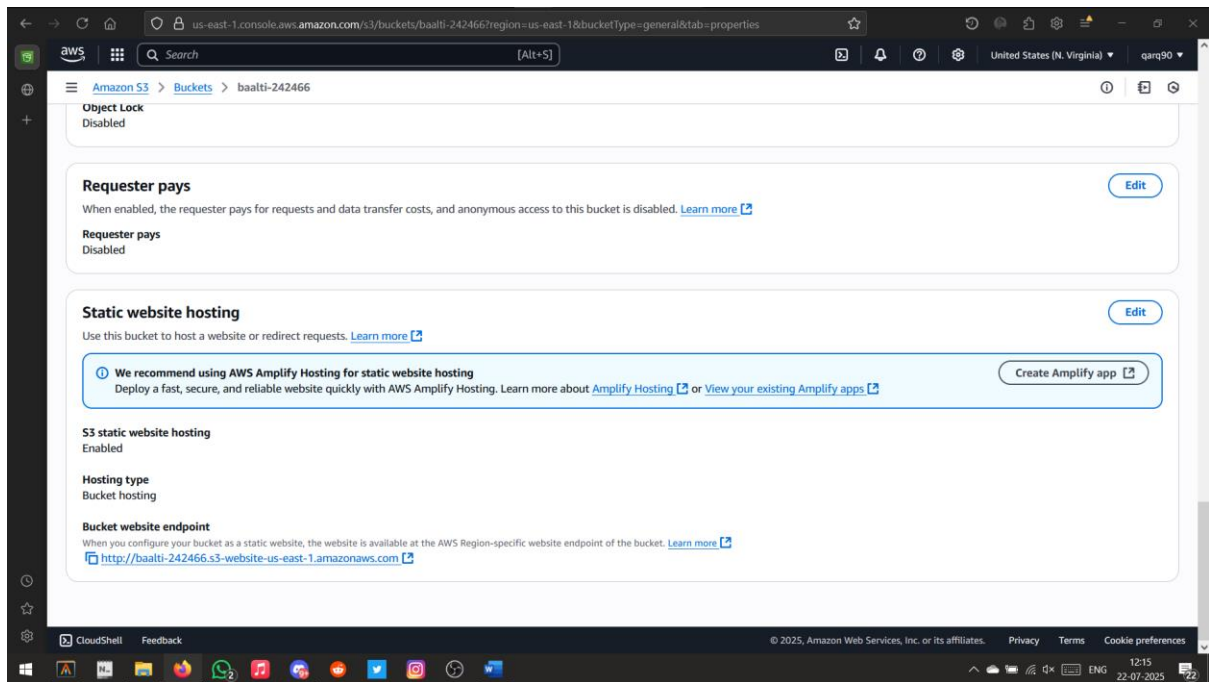 us-east-1.console.aws.amazon.com/s3/buckets/baalti-242466?region=us-east-1&bucketType=general&tab=properties
aws Search [Alt+S] United States (N. Virginia) ▼ qarq90 ▼
Amazon S3 > Buckets > baalti-242466
Object Lock
Disabled
Requester pays Edit
When enabled, the requester pays for requests and data transfer costs, and anonymous access to this bucket is disabled. Learn more
Requester pays
Disabled
Static website hosting Edit
Use this bucket to host a website or redirect requests. Learn more
We recommend using AWS Amplify Hosting for static website hosting Create Amplify app
Deploy a fast, secure, and reliable website quickly with AWS Amplify Hosting. Learn more about Amplify Hosting or View your existing Amplify apps
S3 static website hosting
Enabled
Hosting type
Bucket hosting
Bucket website endpoint
When you configure your bucket as a static website, the website is available at the AWS Region-specific website endpoint of the bucket. Learn more
http://baalti-242466.s3-website-us-east-1.amazonaws.com
CloudShell Feedback © 2025, Amazon Web Services, Inc. or its affiliates. Privacy Terms Cookie preferences
ENG 12:15
22-07-2025 22